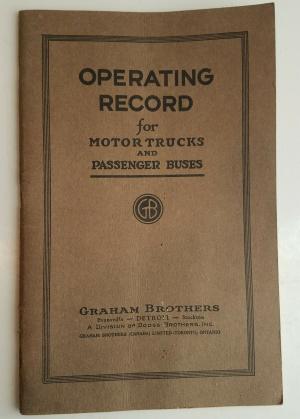 OPERATING
RECORD
for
MOTOR TRUCKS
AND
PASSENGER BUSES
GB
GRAHAM BROTHERS
Evansville — DETROIT — Stockton
A DIVISION OF DODGE BROTHERS, INC.
GRAHAM BROTHERS (CANADA) LIMITED-TORONTO, ONTARIO